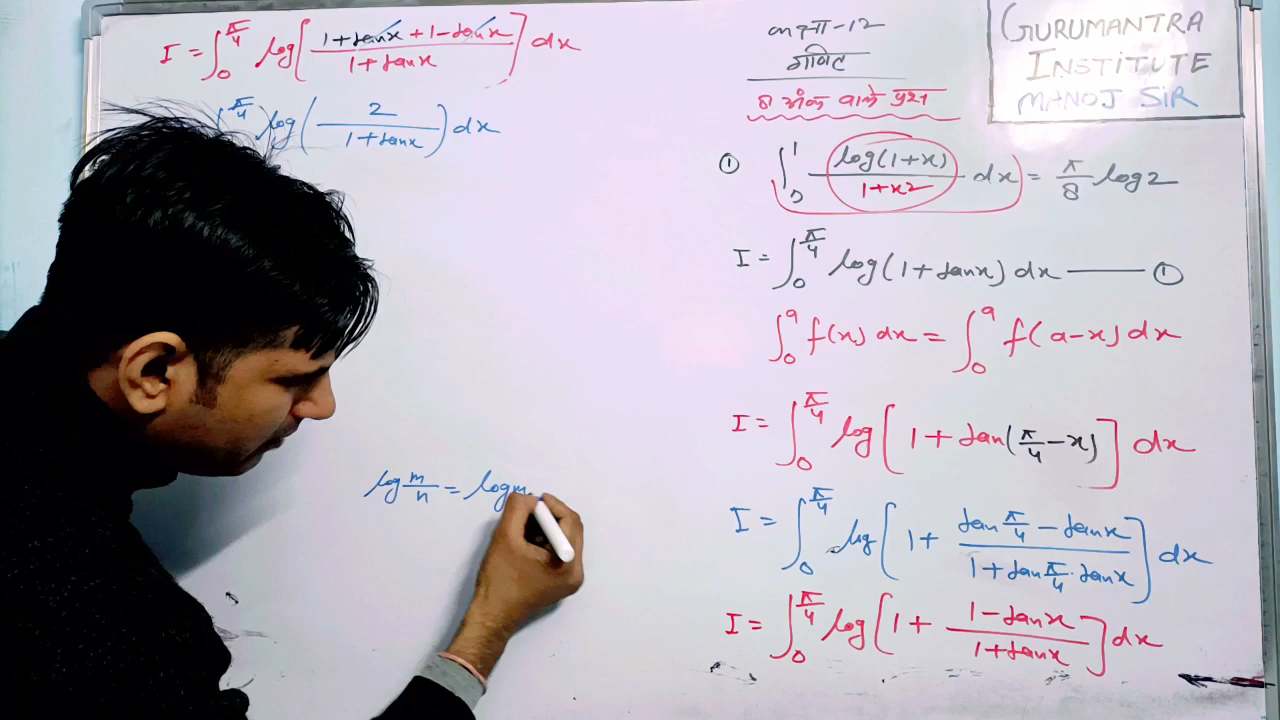 I = ∫₀^{π/4} log[ (1+tanx + 1-tanx) / (1+tanx) ] dx
∫^{π/4} log( 2 / (1+tanx) ) dx
log m/n = log m
कक्षा-12
गणित
8 अंक वाले प्रश्न
GURUMANTRA
INSTITUTE
MANOJ SIR
① ∫₀^1 log(1+x) / (1+x2) dx = π/8 log2
I = ∫₀^{π/4} log(1+tanx) dx —— ①
∫₀^a f(x) dx = ∫₀^a f(a-x) dx
I = ∫₀^{π/4} log[ 1 + tan(π/4 - x) ] dx
I = ∫₀^{π/4} log[ 1 + (tan π/4 - tanx) / (1 + tan π/4 · tanx) ] dx
I = ∫₀^{π/4} log[ 1 + (1-tanx) / (1+tanx) ] dx